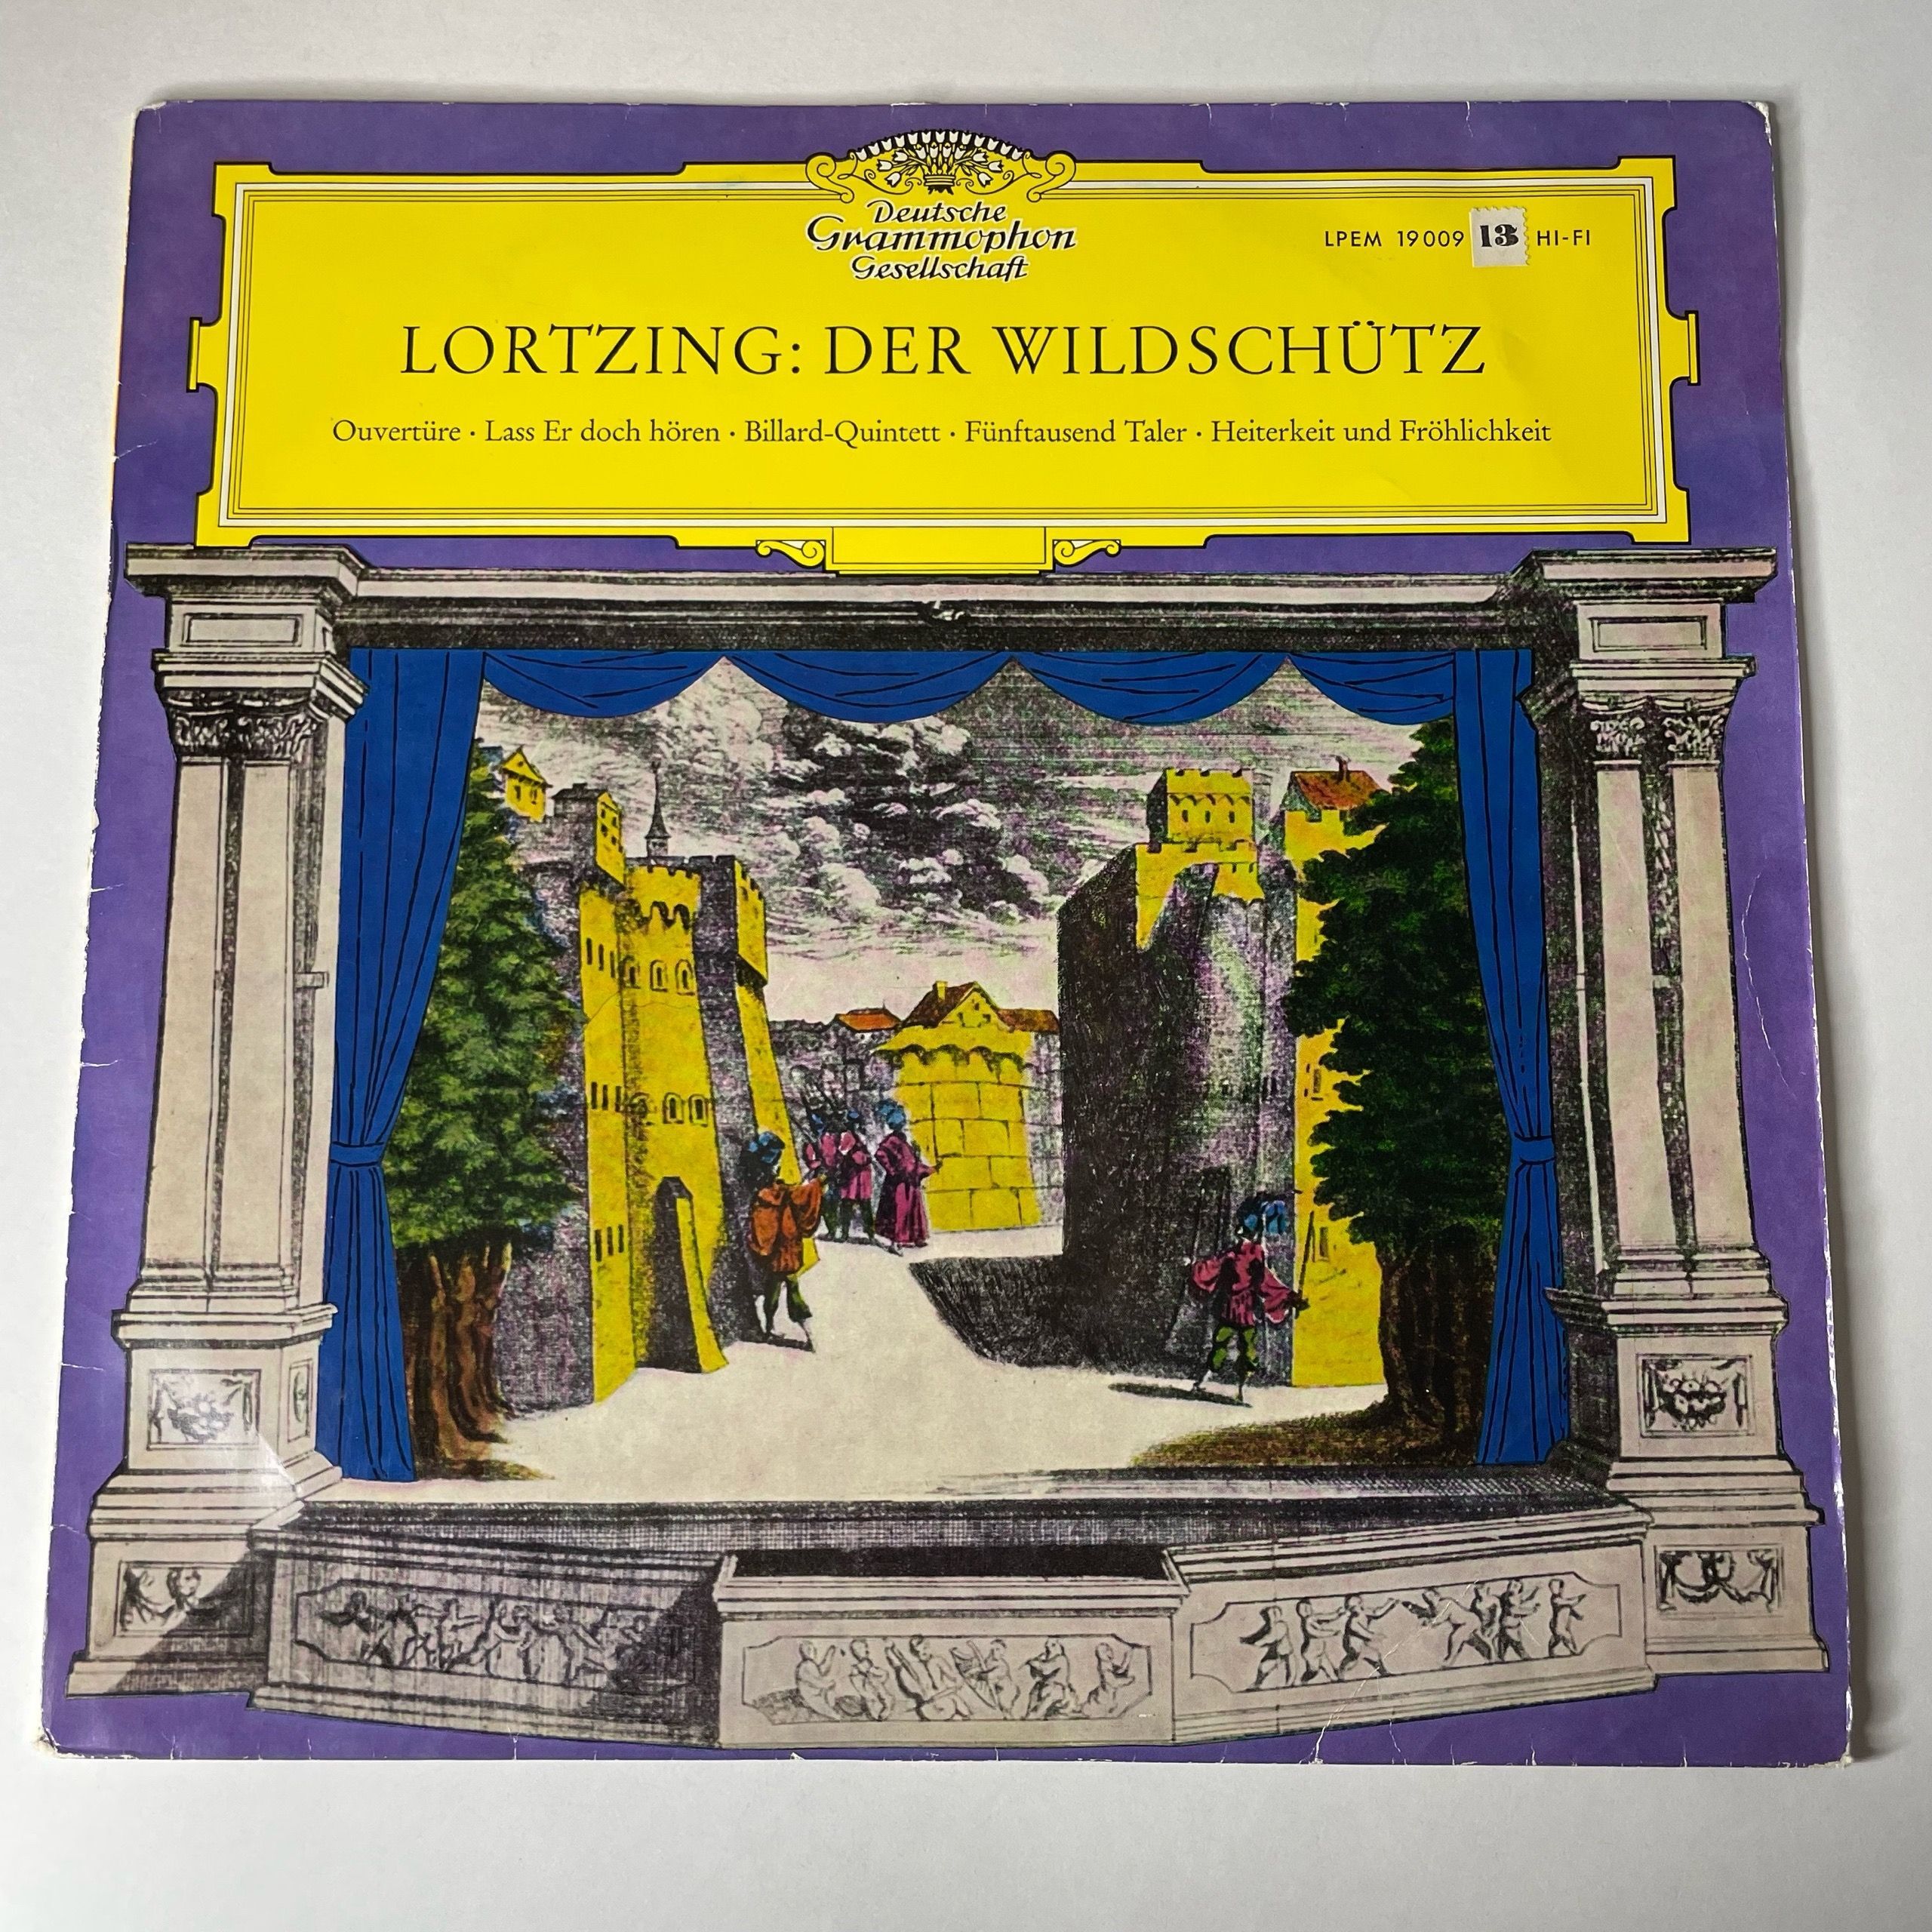 Deutsche
Grammophon
Gesellschaft
LPEM 19009 13 HI-FI
LORTZING: DER WILDSCHÜTZ
Ouvertüre · Lass Er doch hören · Billard-Quintett · Fünftausend Taler · Heiterkeit und Fröhlichkeit